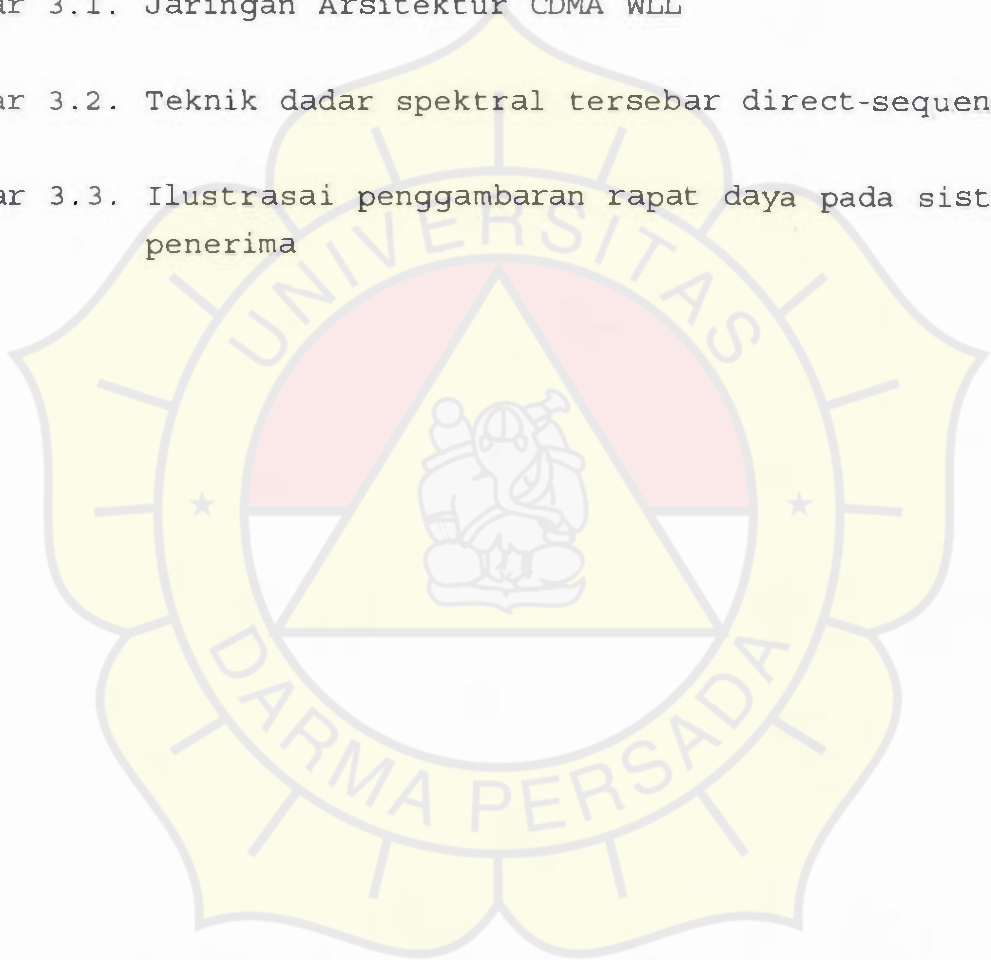 ar 3.1. Jaringan Arsitektur CDMA WLL
ar 3.2. Teknik dadar spektral tersebar direct-sequen
ar 3.3. Ilustrasai penggambaran rapat daya pada sist
penerima
UNIVERSITAS
DARMA PERSADA